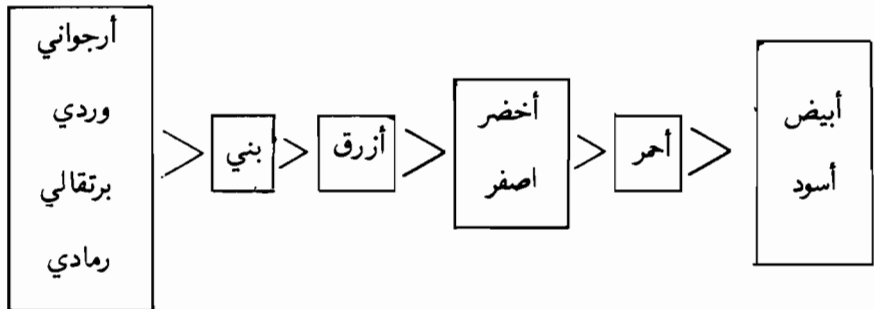 أبيض
أسود
أحمر
أخضر
اصفر
أزرق
بني
أرجواني
وردي
برتقالي
رمادي